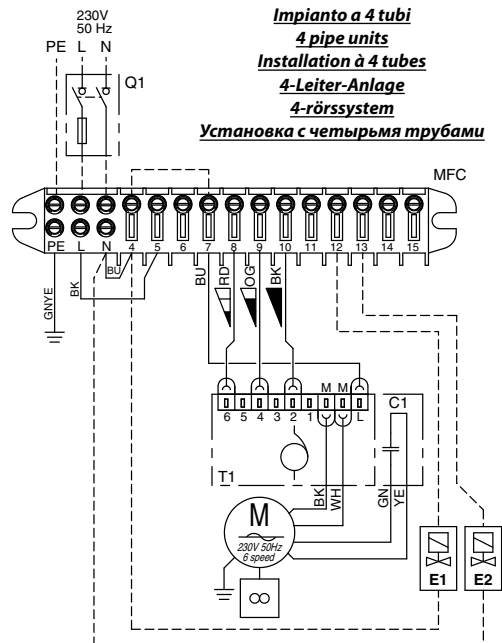 230V
50 Hz
PE L N
Q1
Impianto a 4 tubi
4 pipe units
Installation à 4 tubes
4-Leiter-Anlage
4-rörssystem
Установка с четырьмя трубами
MFC
PE L N 4 5 6 7 8 9 10 11 12 13 14 15
GNYE
BK
BU
BU
RD
OG
BK
6 5 4 3 2 1 M M L
C1
T1
BK
WH
GN
YE
M
230V 50Hz
6 speed
E1
E2